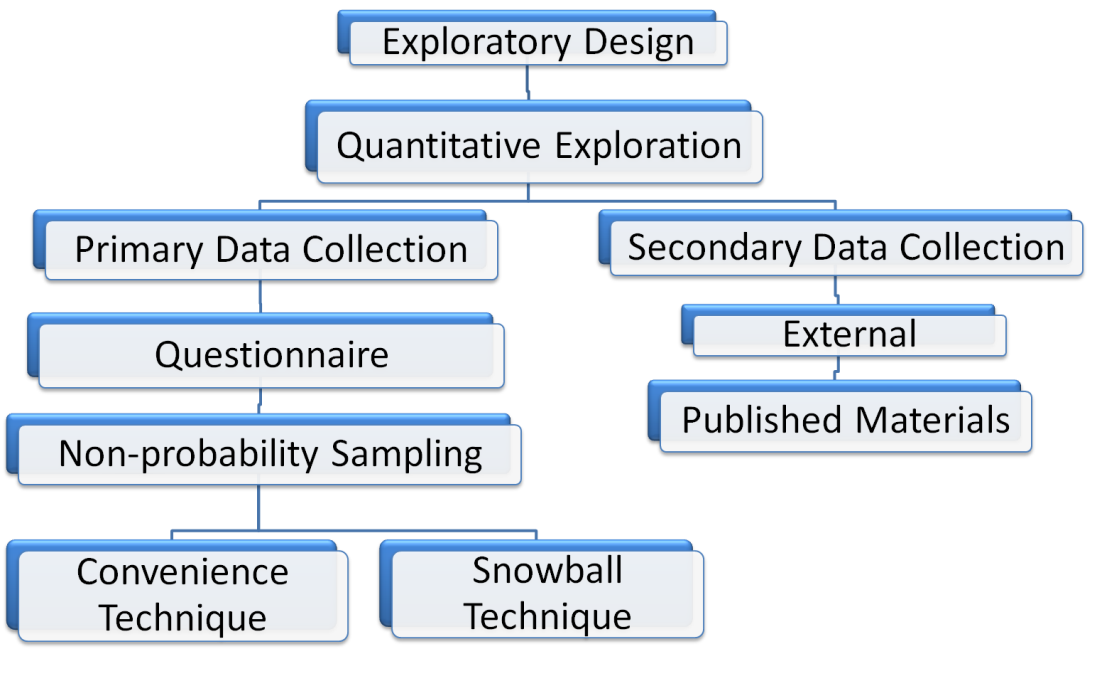 Exploratory Design
Quantitative Exploration
Primary Data Collection
Secondary Data Collection
Questionnaire
External
Non-probability Sampling
Published Materials
Convenience
Technique
Snowball
Technique